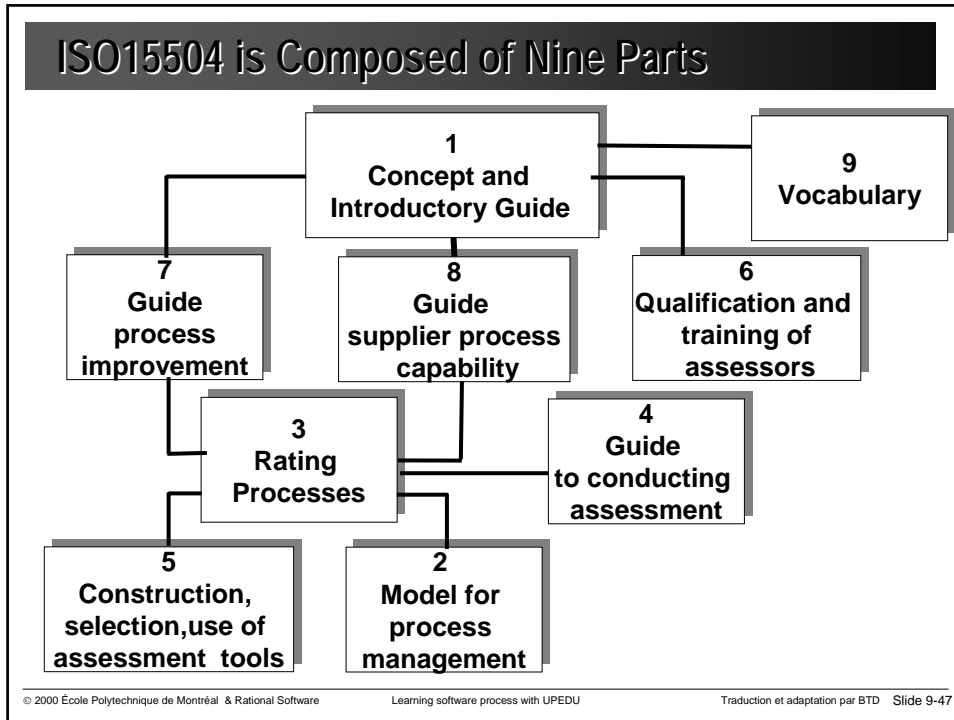 ISO15504 is Composed of Nine Parts
1
Concept and
Introductory Guide
9
Vocabulary
7
Guide
process
improvement
8
Guide
supplier process
capability
6
Qualification and
training of
assessors
3
Rating
Processes
4
Guide
to conducting
assessment
5
Construction,
selection,use of
assessment tools
2
Model for
process
management
© 2000 École Polytechnique de Montréal & Rational Software Learning software process with UPEDU Traduction et adaptation par BTD Slide 9-47